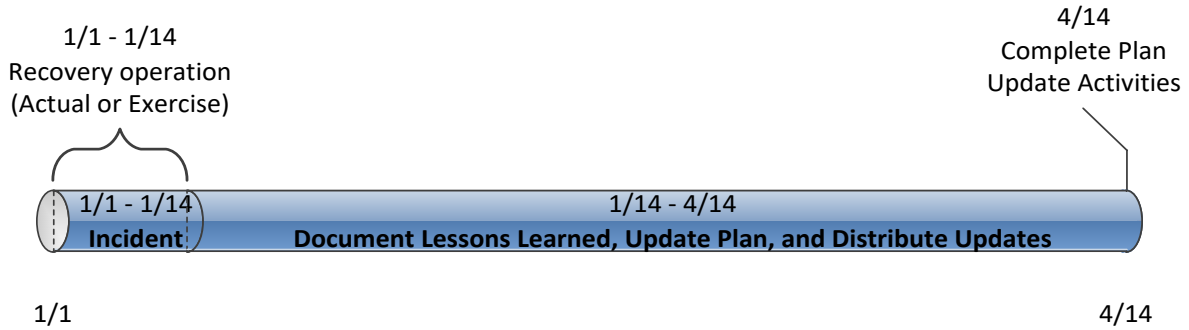 1/1 - 1/14
Recovery operation
(Actual or Exercise)
4/14
Complete Plan
Update Activities
1/1 - 1/14
Incident
1/14 - 4/14
Document Lessons Learned, Update Plan, and Distribute Updates
1/1
4/14